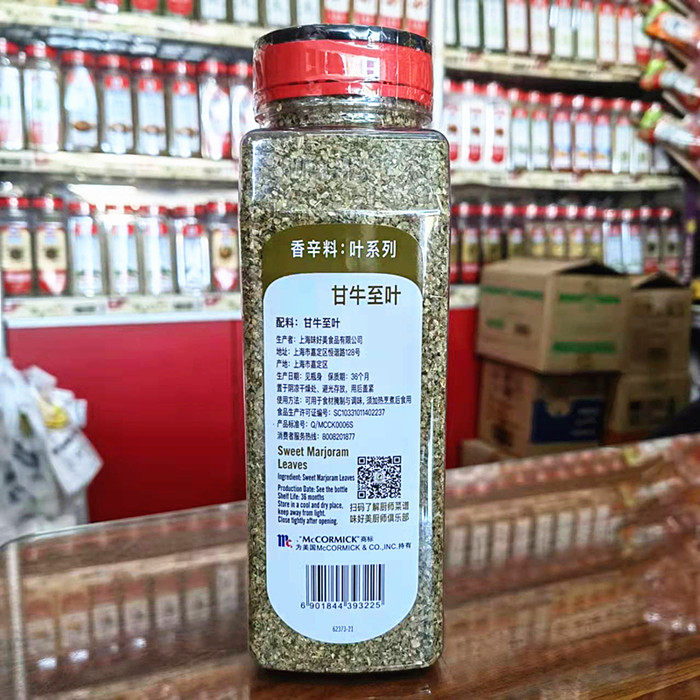 香辛料：叶系列
甘牛至叶
配料：甘牛至叶
生产者：上海味好美食品有限公司
地址：上海市嘉定区恒谐路128号
产地：上海市嘉定区
生产日期：见瓶身 保质期：36个月
置于阴凉干燥处、避光存放，用后盖紧
使用方法：可用于食材腌制与调味，须加热烹煮后食用
食品生产许可证编号：SC10331011402237
产品标准号：Q/MCCK0006S
消费者服务热线：8008201877
Sweet Marjoram
Leaves
Ingredient: Sweet Marjoram Leaves
Production Date: See the bottle
Shelf Life: 36 months
Store in a cool and dry place,
keep away from light.
Close tightly after opening.
扫码了解厨师菜道
味好美厨师俱乐部
"McCORMICK"商标
为美国McCORMICK & CO., INC.持有
6 901844 393225
62373-21